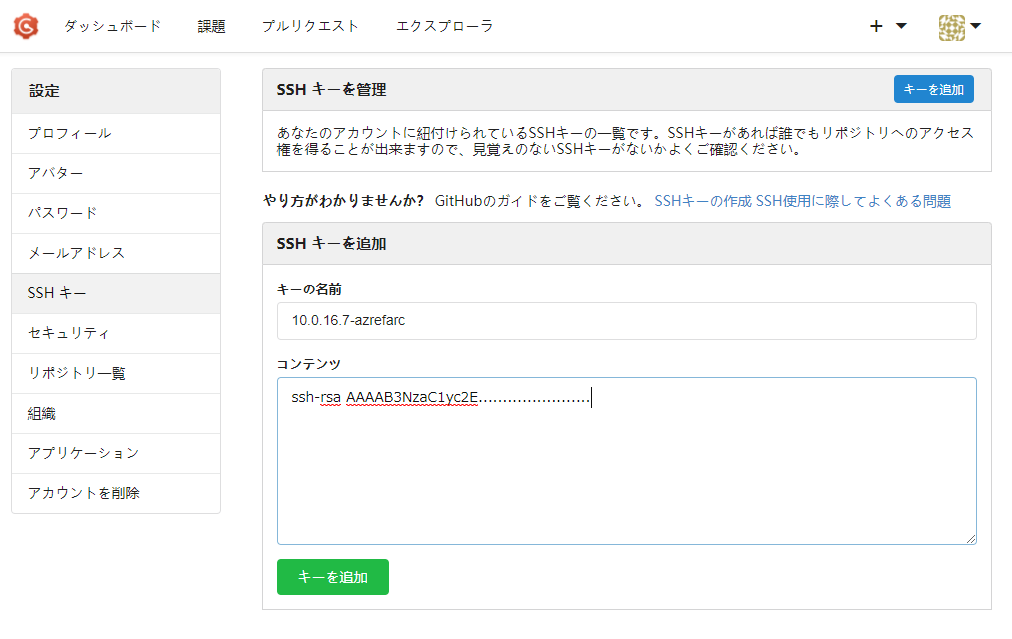 ダッシュボード 課題 プルリクエスト エクスプローラ
設定
プロフィール
アバター
パスワード
メールアドレス
SSH キー
セキュリティ
リポジトリ一覧
組織
アプリケーション
アカウントを削除
SSH キーを管理 キーを追加
あなたのアカウントに紐付けられているSSHキーの一覧です。SSHキーがあれば誰でもリポジトリへのアクセス
権を得ることが出来ますので、見覚えのないSSHキーがないかよくご確認ください。
やり方がわかりませんか? GitHubのガイドをご覧ください。 SSHキーの作成 SSH使用に際してよくある問題
SSH キーを追加
キーの名前
10.0.16.7-azrefarc
コンテンツ
ssh-rsa AAAAB3NzaC1yc2E.......................
キーを追加